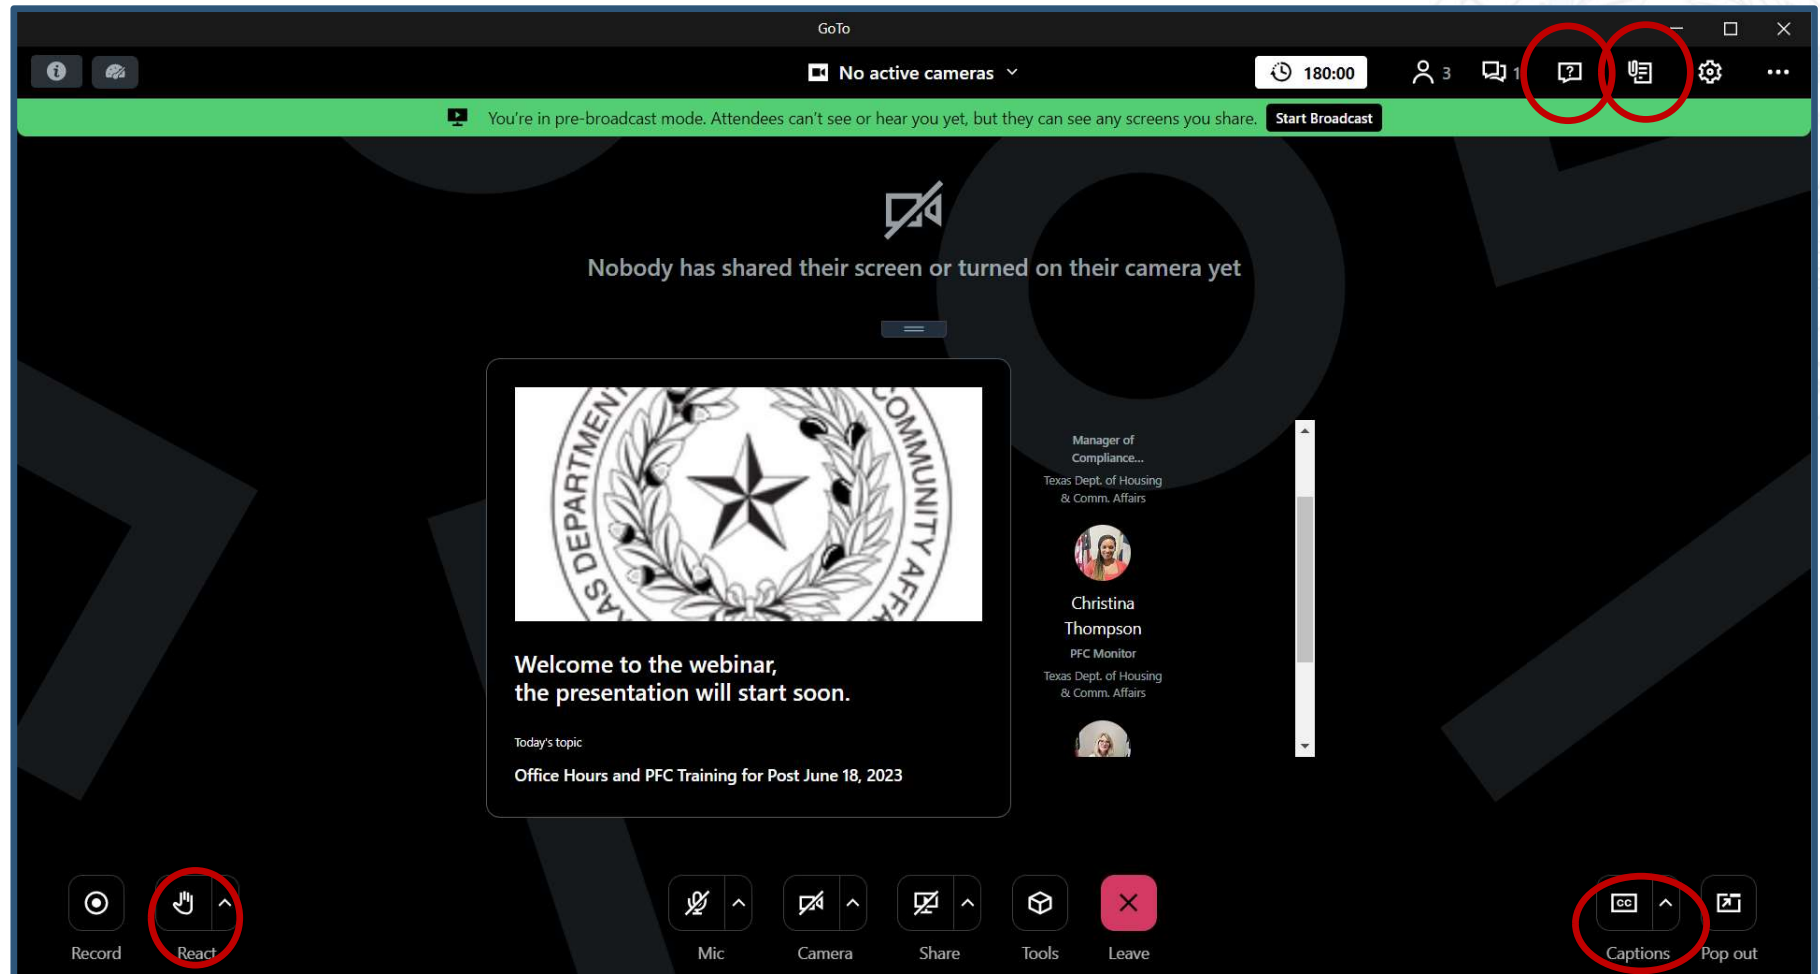 GoTo
No active cameras
180:00
3
1
You're in pre-broadcast mode. Attendees can't see or hear you yet, but they can see any screens you share.
Start Broadcast
Nobody has shared their screen or turned on their camera yet
DEPARTMENT
COMMUNITY
Manager of
Compliance...
Texas Dept. of Housing
& Comm. Affairs
Christina
Thompson
PFC Monitor
Texas Dept. of Housing
& Comm. Affairs
Welcome to the webinar,
the presentation will start soon.
Today's topic
Office Hours and PFC Training for Post June 18, 2023
CC
Record
React
Mic
Camera
Share
Tools
Leave
Captions
Pop out